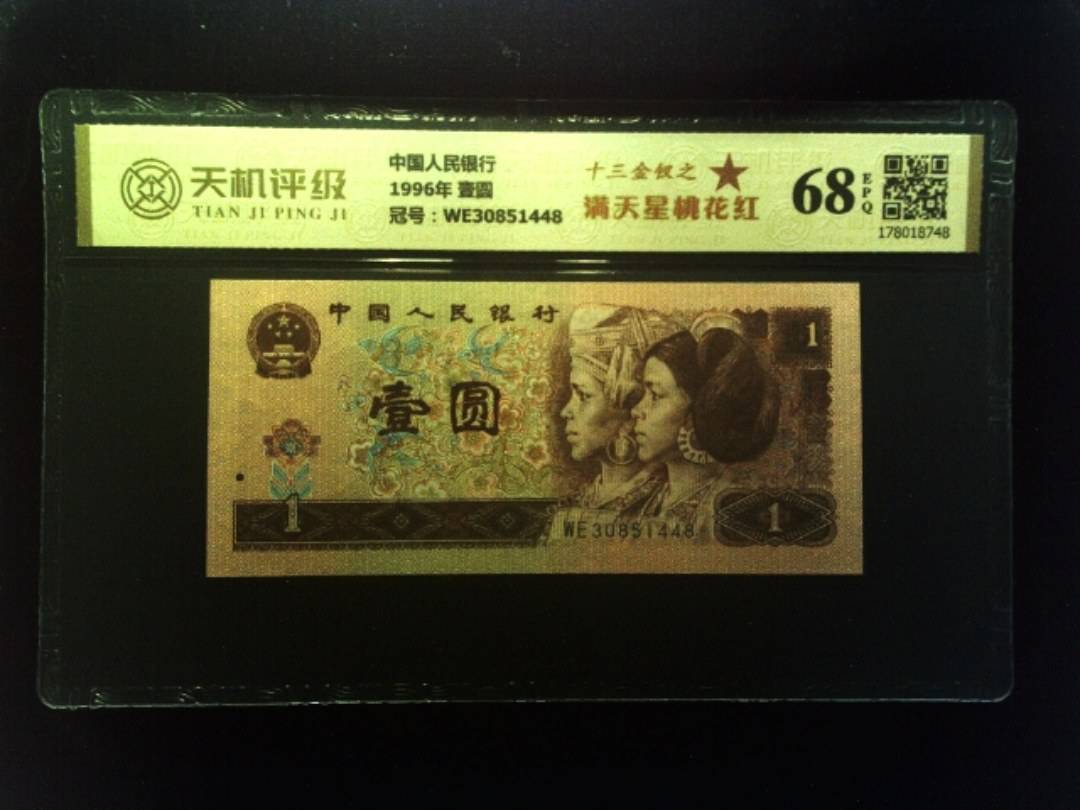 天机评级
TIAN JI PING JI
中国人民银行
1996年 壹圆
冠号：WE30851448
十三金钗之
满天星桃花红
68
EPQ
178018748
中国人民银行
1
壹圆
1
WE30851448
1